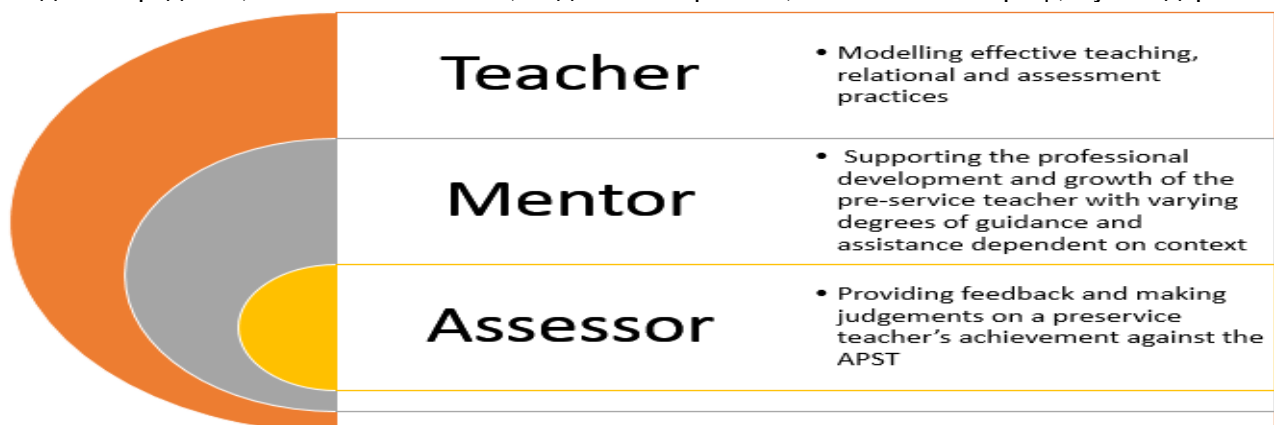 Teacher
• Modelling effective teaching,
relational and assessment
practices
Mentor
• Supporting the professional
development and growth of the
pre-service teacher with varying
degrees of guidance and
assistance dependent on context
Assessor
• Providing feedback and making
judgements on a preservice
teacher’s achievement against the
APST